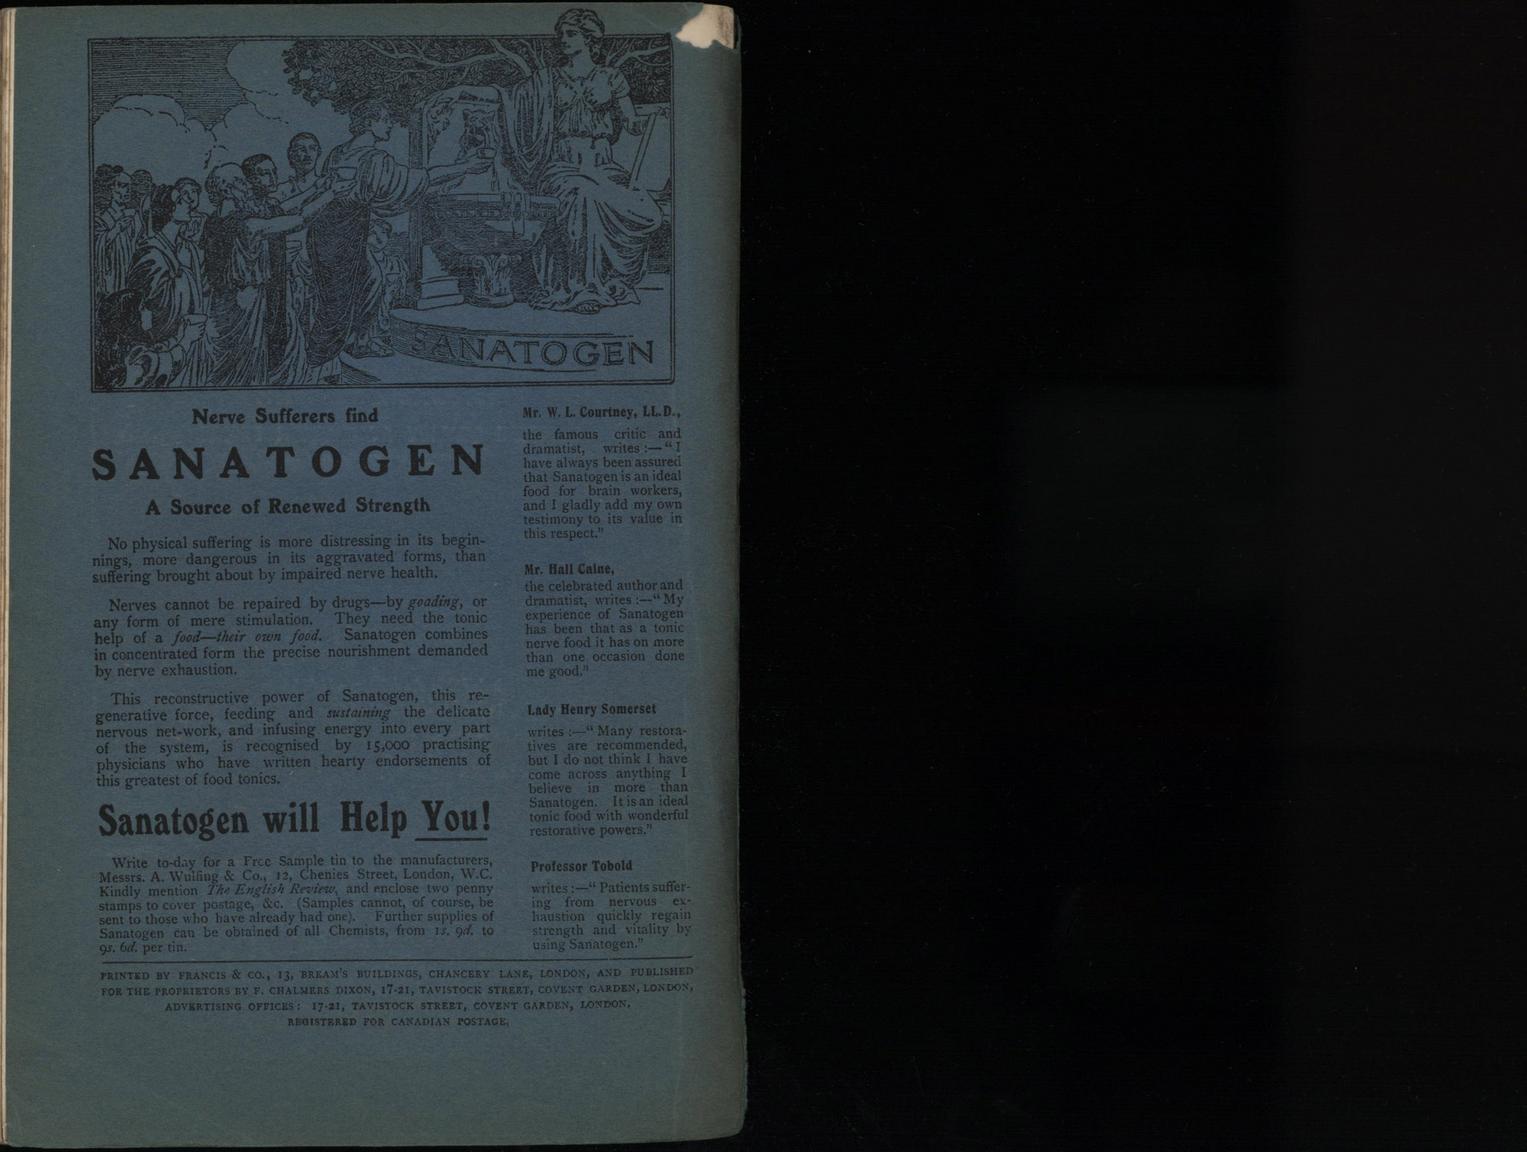 SANATOGEN
Nerve Sufferers find
SANATOGEN
A Source of Renewed Strength
No physical suffering is more distressing in its begin-
nings, more dangerous in its aggravated forms, than
suffering brought about by impaired nerve health.
Nerves cannot be repaired by drugs—by goading, or
any form of mere stimulation. They need the tonic
help of a food—their own food. Sanatogen combines
in concentrated form the precise nourishment demanded
by nerve exhaustion.
This reconstructive power of Sanatogen, this re-
generative force, feeding and sustaining the delicate
nervous net-work, and infusing energy into every part
of the system, is recognised by 15,000 practising
physicians who have written hearty endorsements of
this greatest of food tonics.
Sanatogen will Help You!
Write to-day for a Free Sample tin to the manufacturers,
Messrs. A. Wulfing & Co., 12, Chenies Street, London, W.C.
Kindly mention The English Review, and enclose two penny
stamps to cover postage, &c. (Samples cannot, of course, be
sent to those who have already had one). Further supplies of
Sanatogen can be obtained of all Chemists, from 1s. 9d. to
9s. 6d. per tin.
Mr. W. L. Courtney, LL.D.,
the famous critic and
dramatist, writes :—“ I
have always been assured
that Sanatogen is an ideal
food for brain workers,
and I gladly add my own
testimony to its value in
this respect.”
Mr. Hall Caine,
the celebrated author and
dramatist, writes :—“ My
experience of Sanatogen
has been that as a tonic
nerve food it has on more
than one occasion done
me good.”
Lady Henry Somerset
writes :—“ Many restora-
tives are recommended,
but I do not think I have
come across anything I
believe in more than
Sanatogen. It is an ideal
tonic food with wonderful
restorative powers.”
Professor Tobold
writes :—“ Patients suffer-
ing from nervous ex-
haustion quickly regain
strength and vitality by
using Sanatogen.”
PRINTED BY FRANCIS & CO., 13, BREAM'S BUILDINGS, CHANCERY LANE, LONDON, AND PUBLISHED
FOR THE PROPRIETORS BY F. CHALMERS DIXON, 17-21, TAVISTOCK STREET, COVENT GARDEN, LONDON,
ADVERTISING OFFICES: 17-21, TAVISTOCK STREET, COVENT GARDEN, LONDON.
REGISTERED FOR CANADIAN POSTAGE.